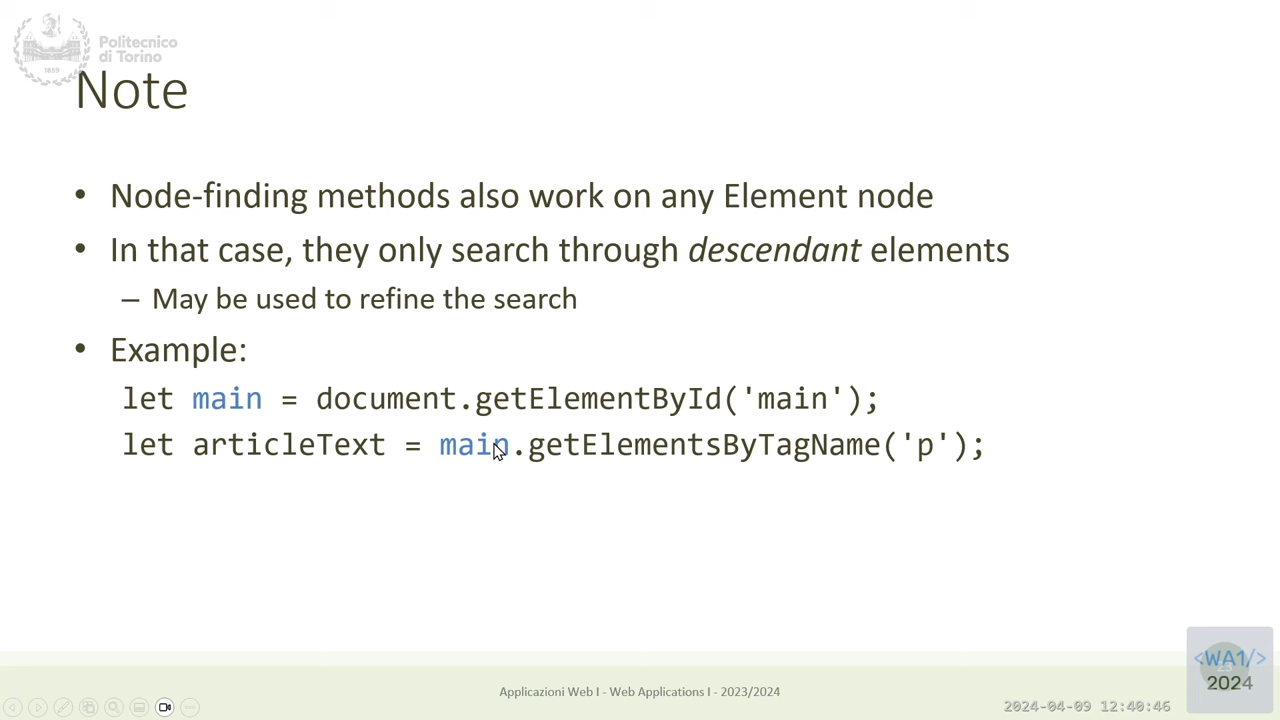 Politecnico
di Torino
1859
Note
• Node-finding methods also work on any Element node
• In that case, they only search through descendant elements
– May be used to refine the search
• Example:
let main = document.getElementById('main');
let articleText = main.getElementsByTagName('p');
<WA1/>
2024
Applicazioni Web I - Web Applications I - 2023/2024
2024-04-09 12:40:46